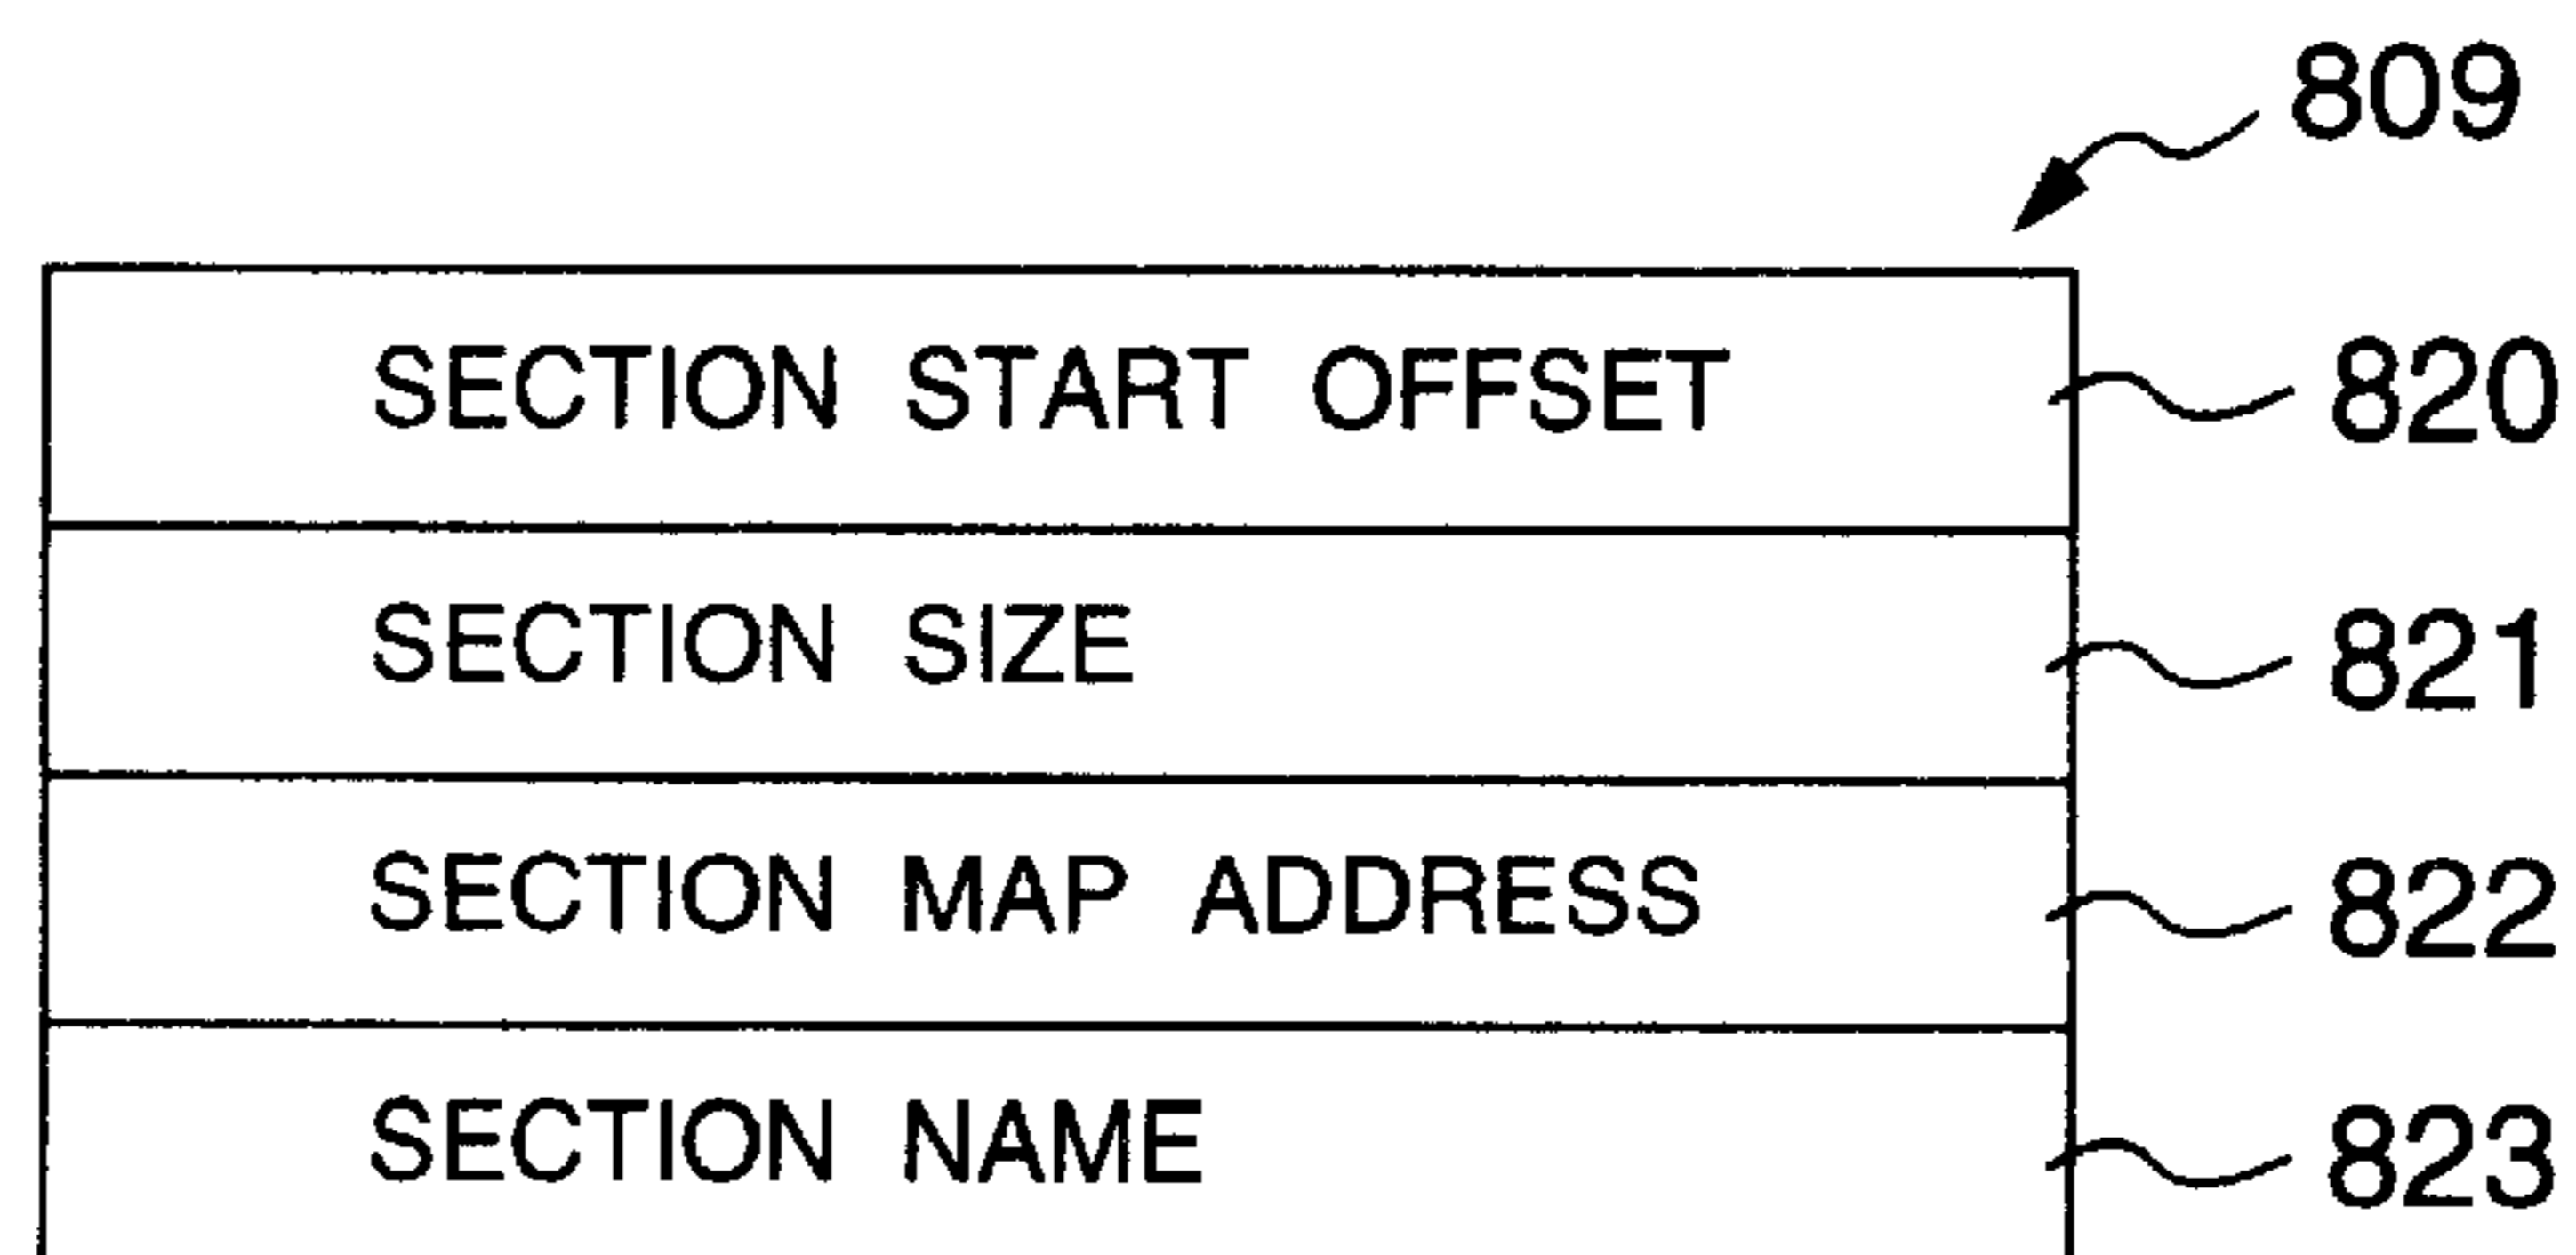 809
SECTION START OFFSET 820
SECTION SIZE 821
SECTION MAP ADDRESS 822
SECTION NAME 823